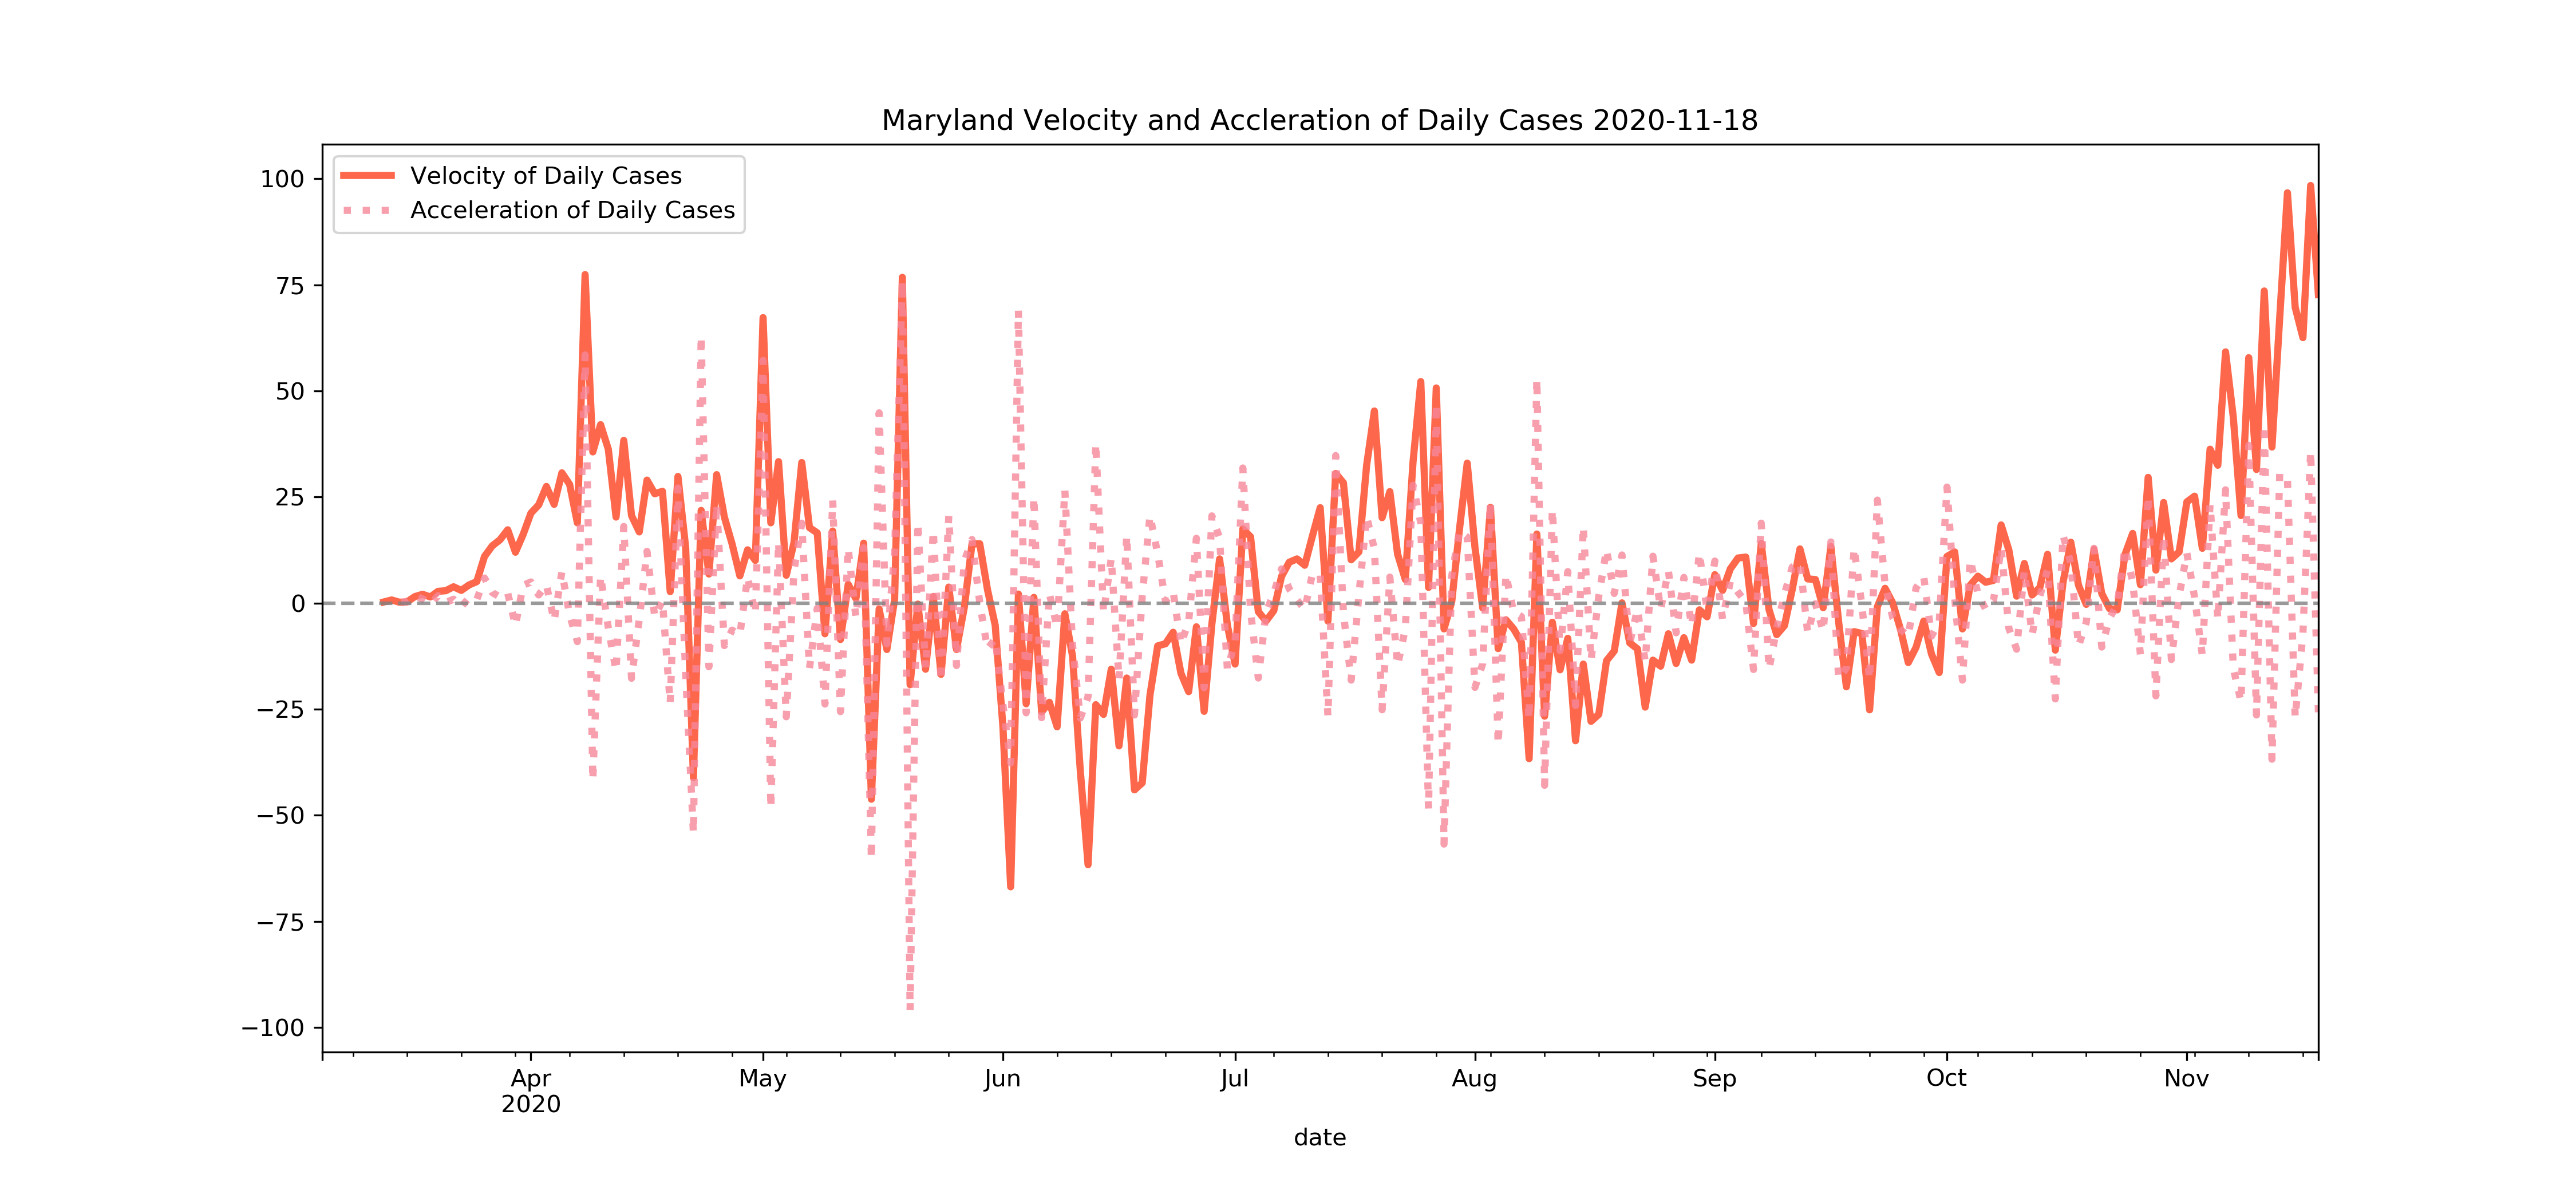 Maryland Velocity and Accleration of Daily Cases 2020-11-18
Velocity of Daily Cases
Acceleration of Daily Cases
100
75
50
25
0
−25
−50
−75
−100
Apr May Jun Jul Aug Sep Oct Nov
2020
date